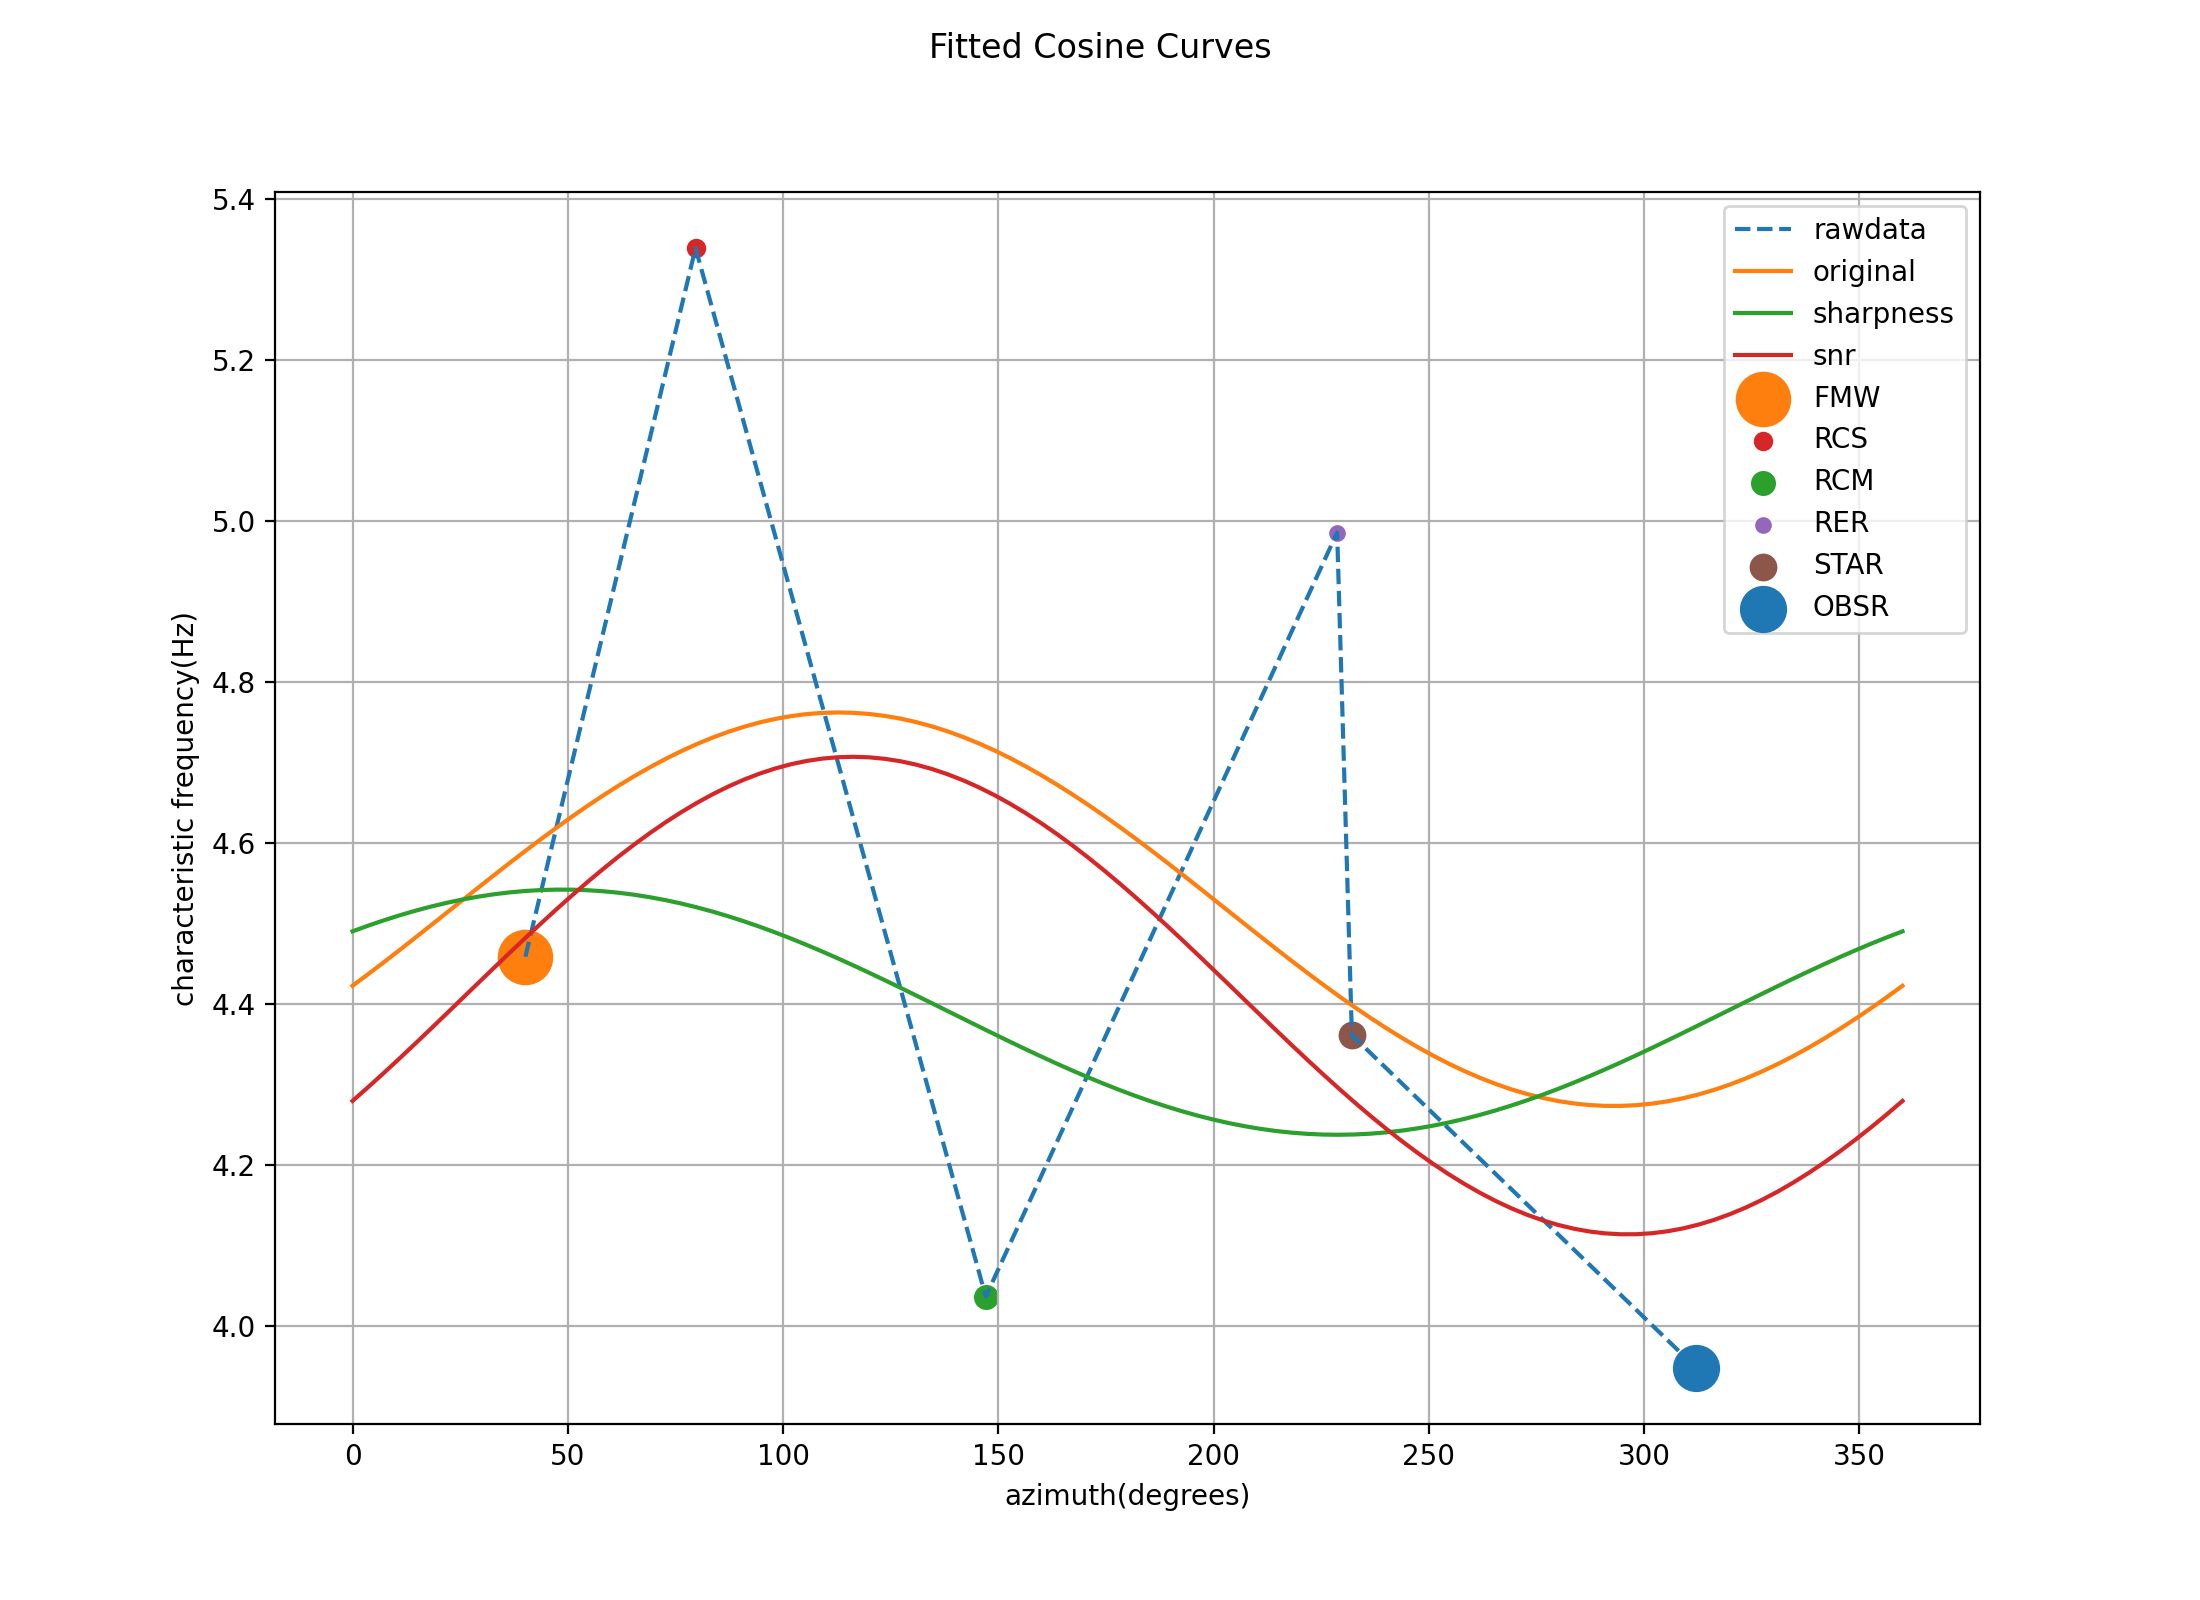 Fitted Cosine Curves
5.4
5.2
5.0
4.8
4.6
4.4
4.2
4.0
characteristic frequency(Hz)
rawdata
original
sharpness
snr
FMW
RCS
RCM
RER
STAR
OBSR
0 50 100 150 200 250 300 350
azimuth(degrees)